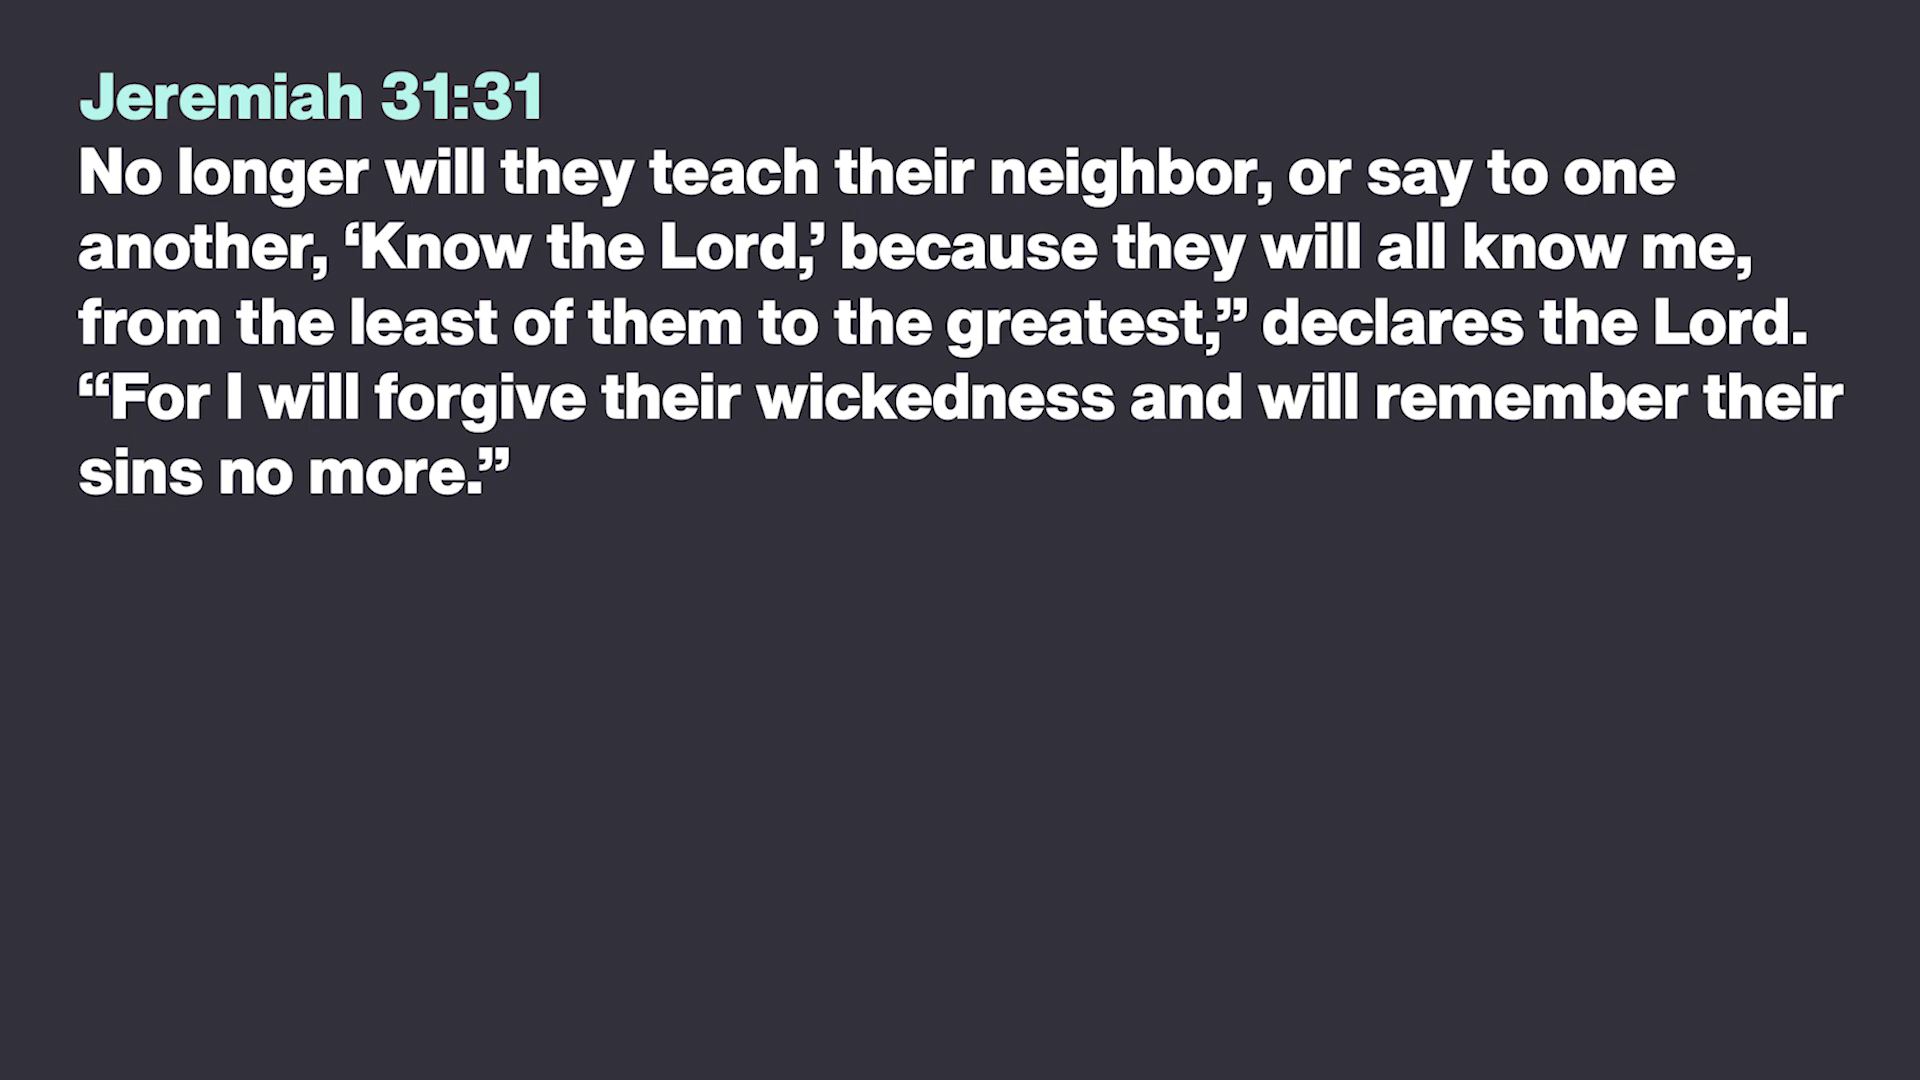 Jeremiah 31:31
No longer will they teach their neighbor, or say to one
another, ‘Know the Lord,’ because they will all know me,
from the least of them to the greatest,” declares the Lord.
“For I will forgive their wickedness and will remember their
sins no more.”